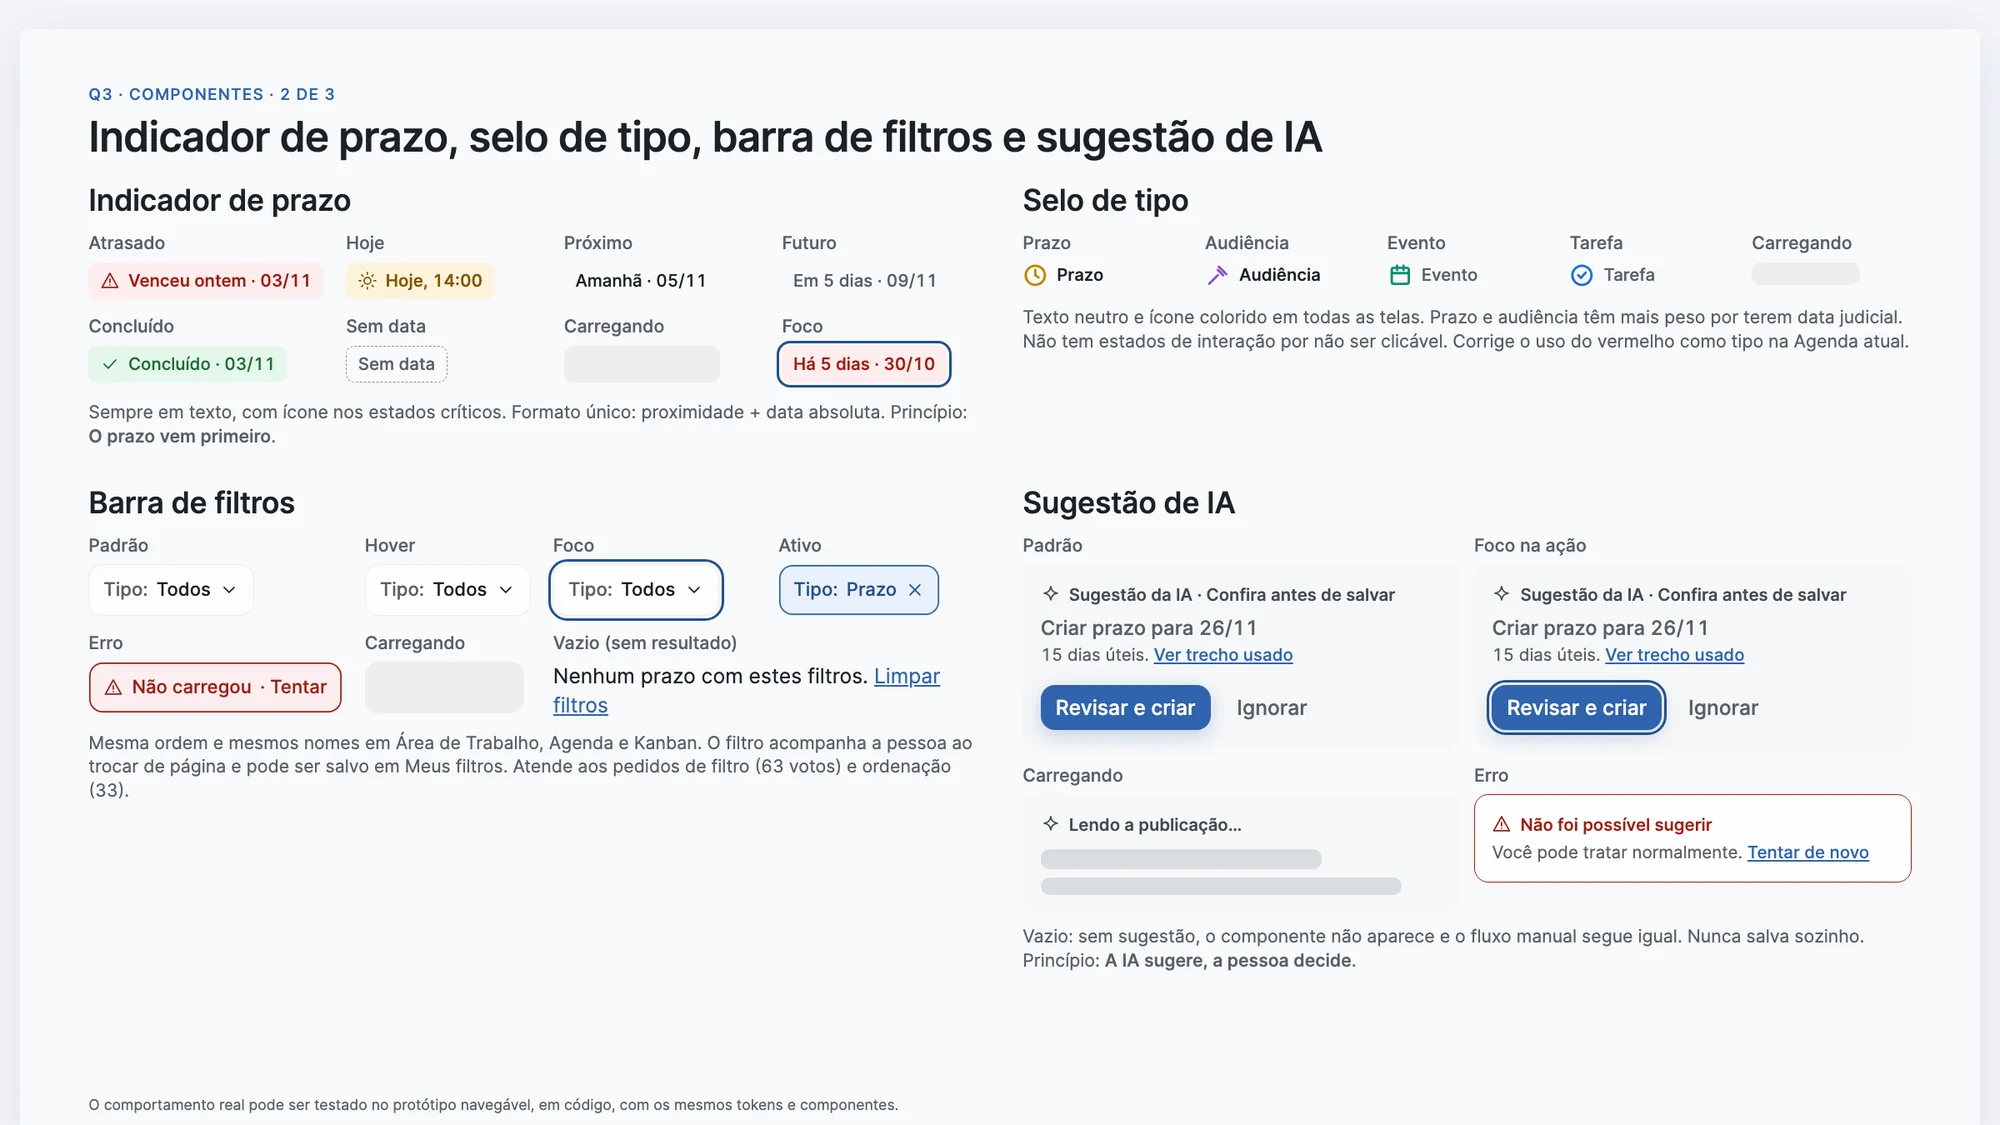 Q3 · COMPONENTES · 2 DE 3
Indicador de prazo, selo de tipo, barra de filtros e sugestão de IA
Indicador de prazo
Atrasado
Hoje
Próximo
Futuro
Venceu ontem · 03/11
Hoje, 14:00
Amanhã · 05/11
Em 5 dias · 09/11
Concluído
Sem data
Carregando
Foco
Concluído · 03/11
Sem data
Há 5 dias · 30/10
Sempre em texto, com ícone nos estados críticos. Formato único: proximidade + data absoluta. Princípio:
O prazo vem primeiro.
Selo de tipo
Prazo
Audiência
Evento
Tarefa
Carregando
Prazo
Audiência
Evento
Tarefa
Texto neutro e ícone colorido em todas as telas. Prazo e audiência têm mais peso por terem data judicial.
Não tem estados de interação por não ser clicável. Corrige o uso do vermelho como tipo na Agenda atual.
Barra de filtros
Padrão
Hover
Foco
Ativo
Tipo: Todos
Tipo: Todos
Tipo: Todos
Tipo: Prazo
Erro
Carregando
Vazio (sem resultado)
Não carregou · Tentar
Nenhum prazo com estes filtros. Limpar
filtros
Mesma ordem e mesmos nomes em Área de Trabalho, Agenda e Kanban. O filtro acompanha a pessoa ao
trocar de página e pode ser salvo em Meus filtros. Atende aos pedidos de filtro (63 votos) e ordenação
(33).
Sugestão de IA
Padrão
Foco na ação
Sugestão da IA · Confira antes de salvar
Criar prazo para 26/11
15 dias úteis. Ver trecho usado
Revisar e criar
Ignorar
Sugestão da IA · Confira antes de salvar
Criar prazo para 26/11
15 dias úteis. Ver trecho usado
Revisar e criar
Ignorar
Carregando
Erro
Lendo a publicação...
Não foi possível sugerir
Você pode tratar normalmente. Tentar de novo
Vazio: sem sugestão, o componente não aparece e o fluxo manual segue igual. Nunca salva sozinho.
Princípio: A IA sugere, a pessoa decide.
O comportamento real pode ser testado no protótipo navegável, em código, com os mesmos tokens e componentes.